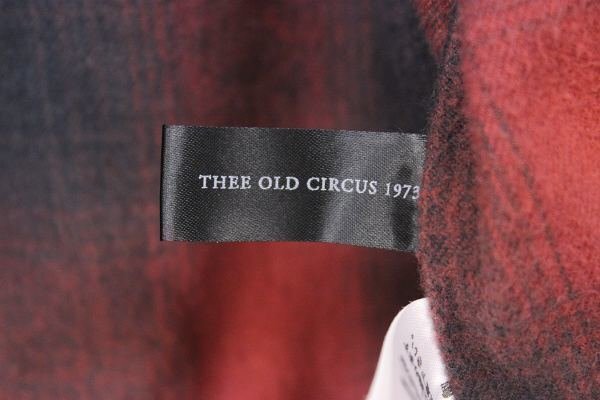 THEE OLD CIRCUS 1973